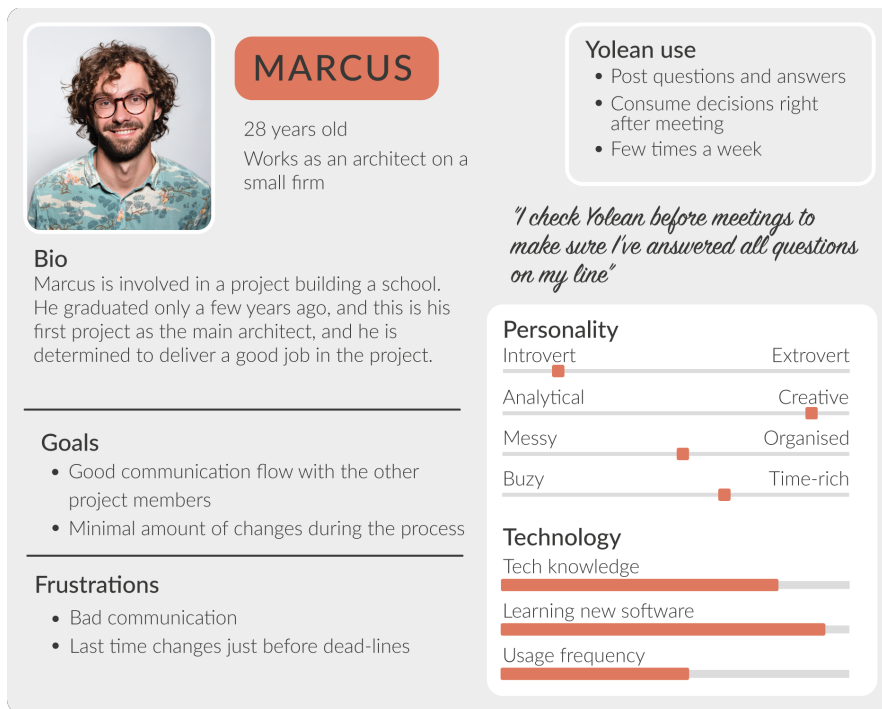 MARCUS
28 years old
Works as an architect on a
small firm
Bio
Marcus is involved in a project building a school.
He graduated only a few years ago, and this is his
first project as the main architect, and he is
determined to deliver a good job in the project.
Goals
• Good communication flow with the other
project members
• Minimal amount of changes during the process
Frustrations
• Bad communication
• Last time changes just before dead-lines
Yolean use
• Post questions and answers
• Consume decisions right
after meeting
• Few times a week
"I check Yolean before meetings to
make sure I've answered all questions
on my line"
Personality
Introvert Extrovert
Analytical Creative
Messy Organised
Buzy Time-rich
Technology
Tech knowledge
Learning new software
Usage frequency